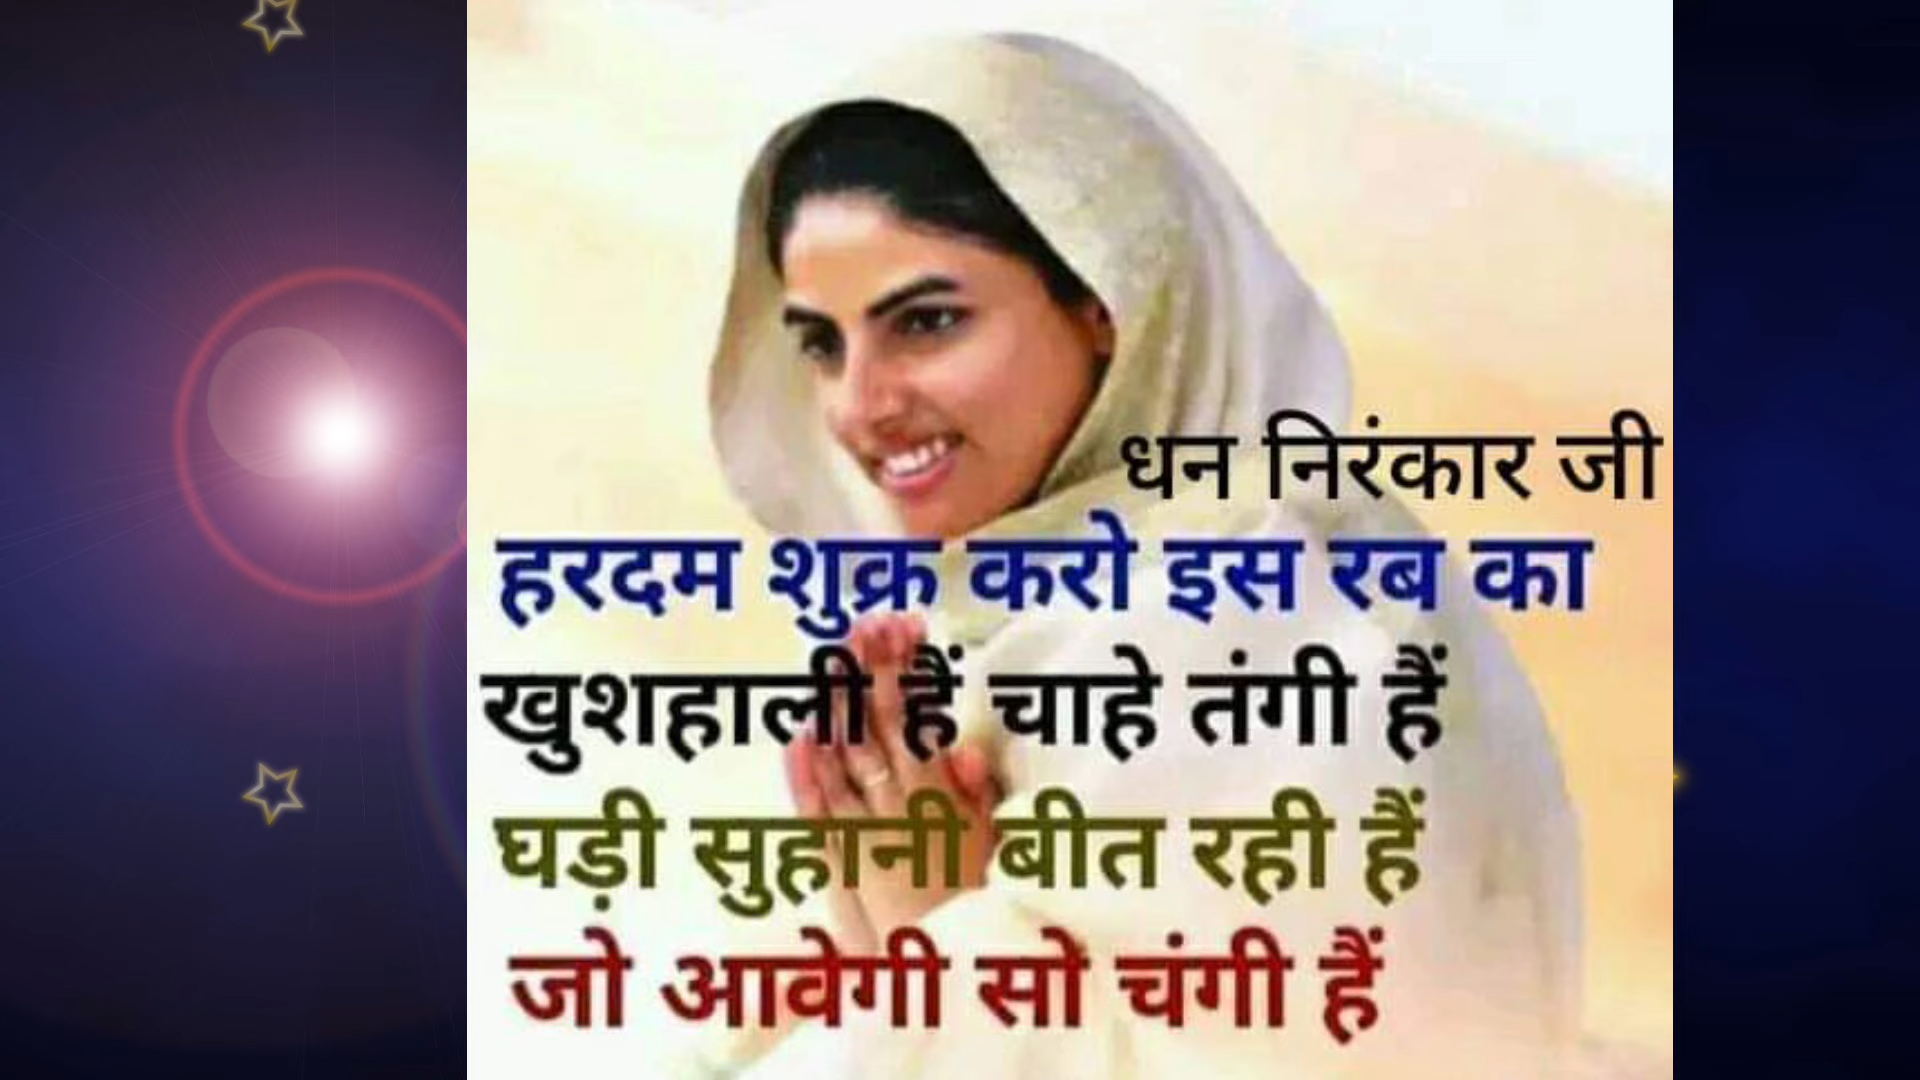 धन निरंकार जी
हरदम शुक्र करो इस रब का
खुशहाली हैं चाहे तंगी हैं
घड़ी सुहानी बीत रही हैं
जो आवेगी सो चंगी हैं